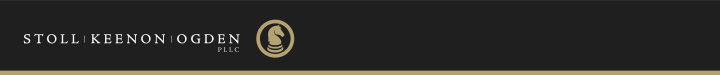 STOLL | KEENON | OGDEN
PLLC